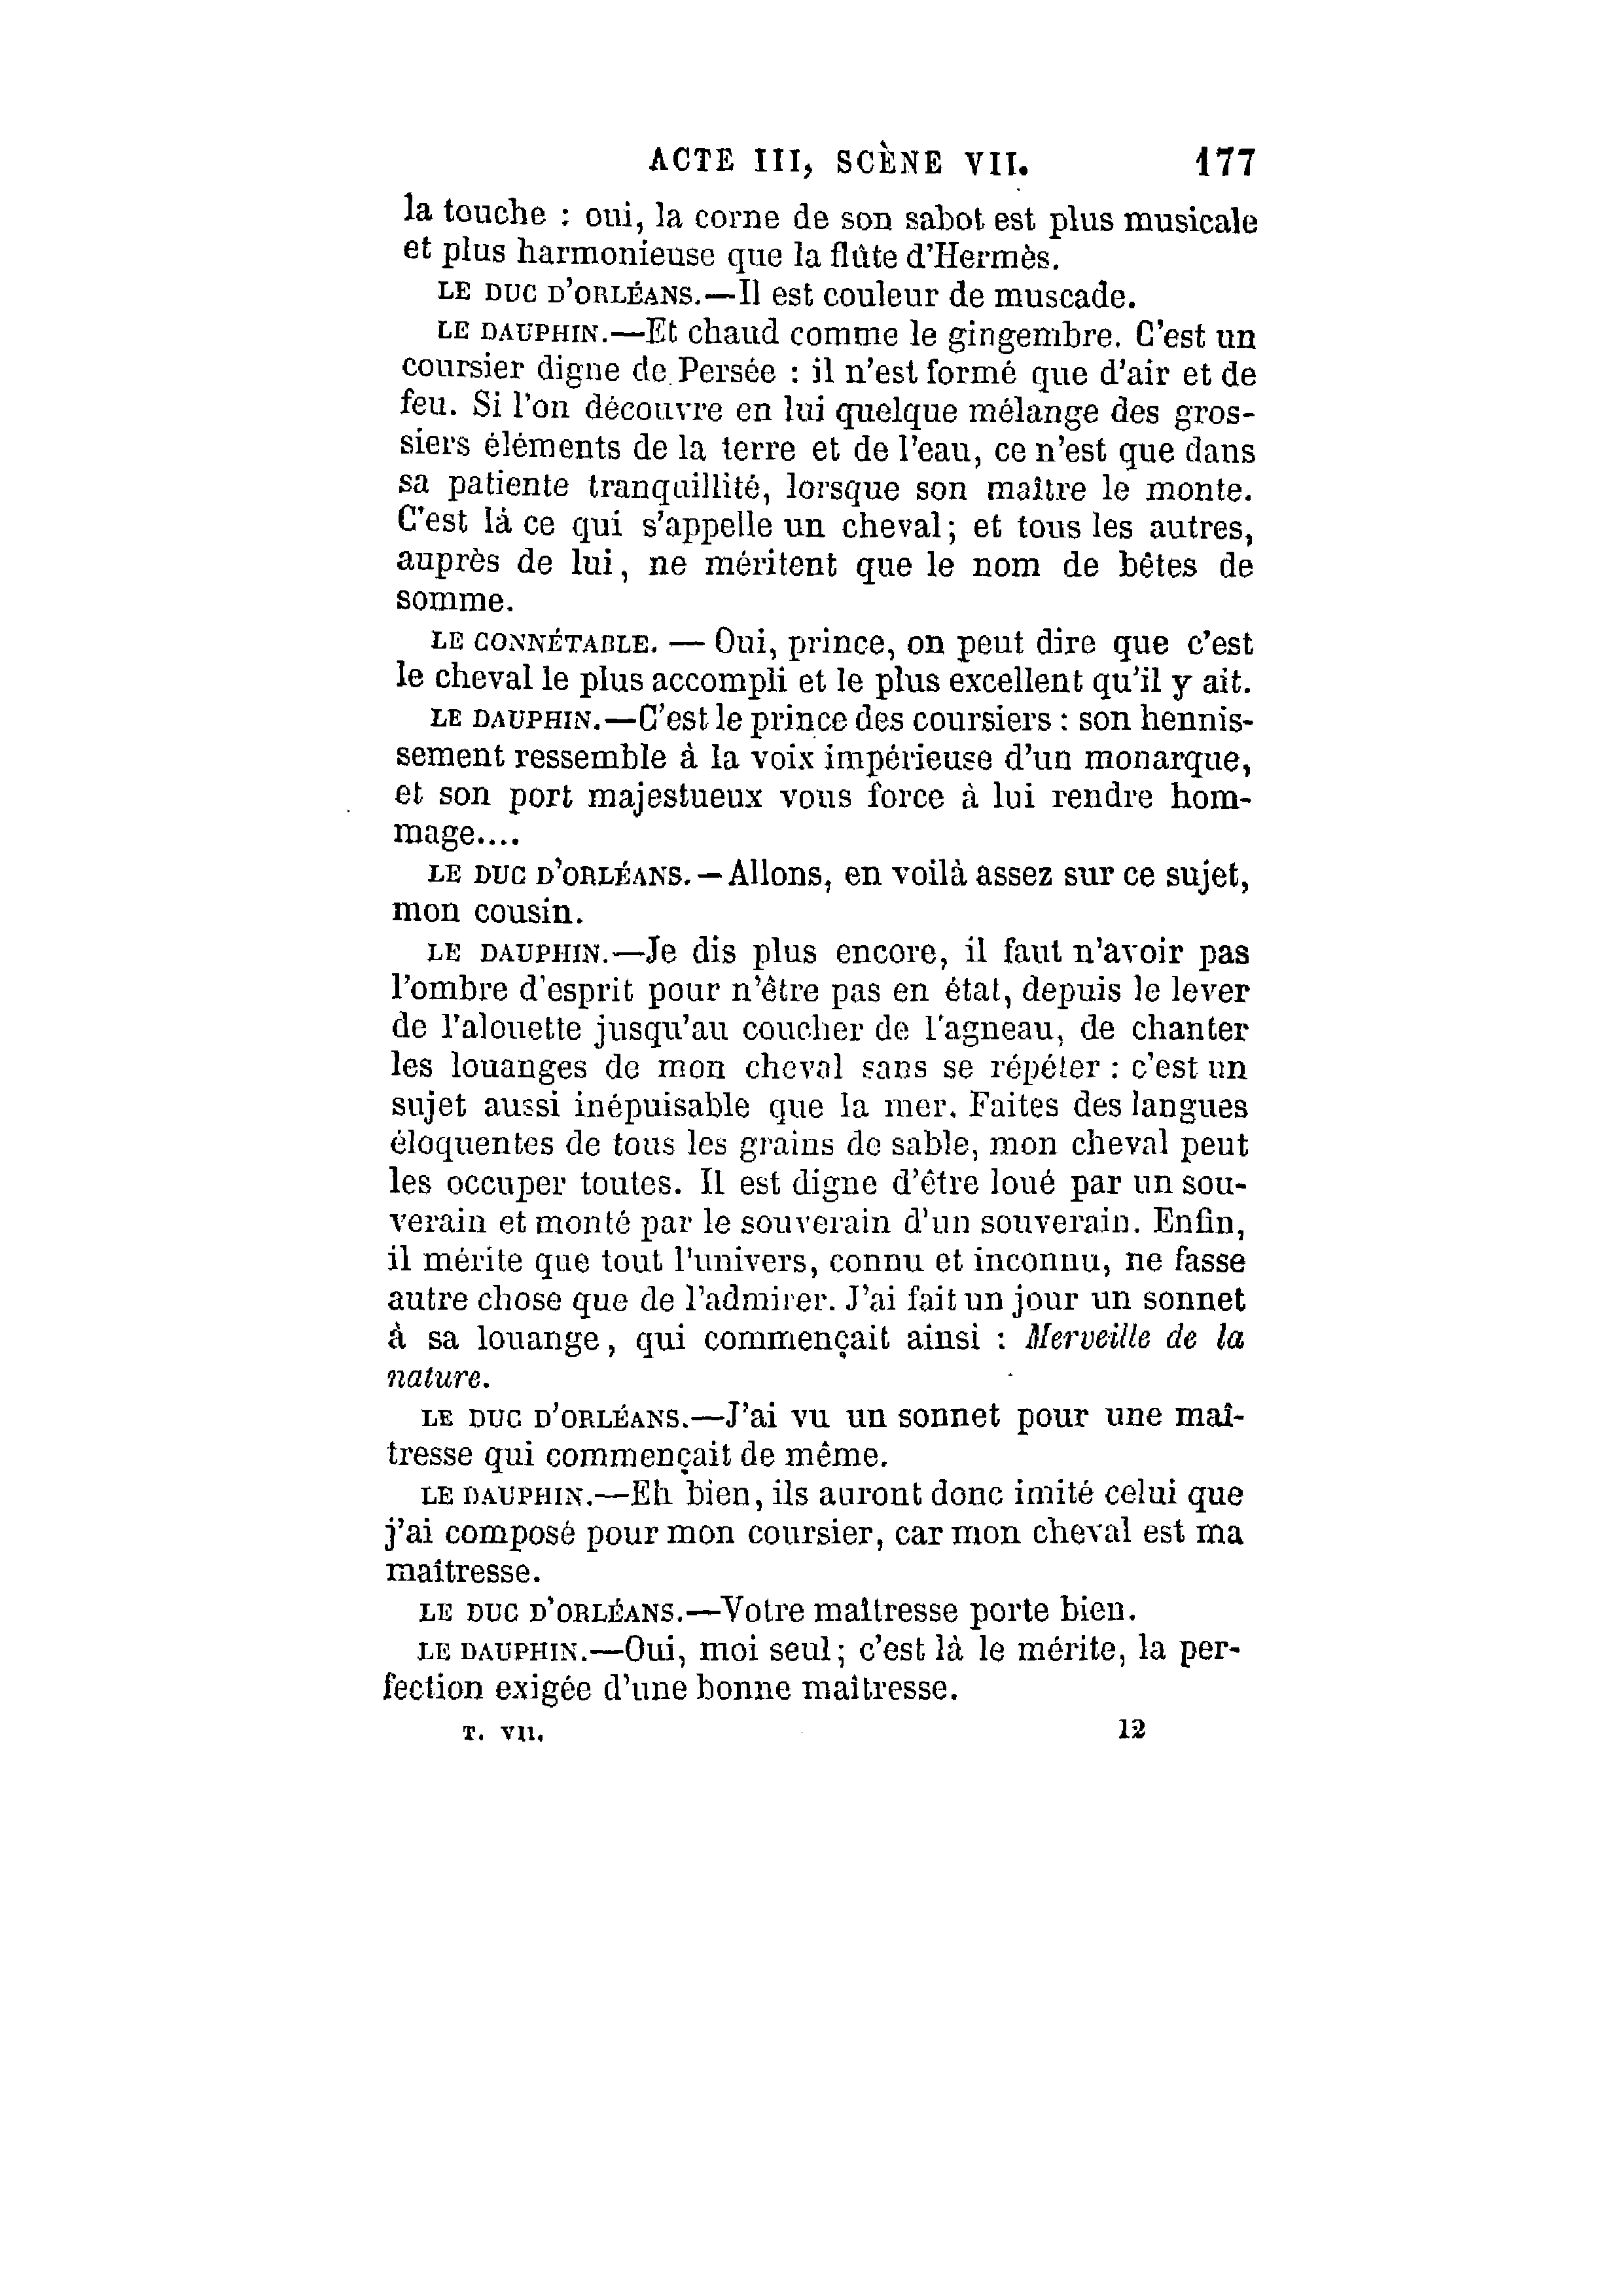 ACTE III, SCÈNE VII. 177
la touche : oui, la corne de son sabot est plus musicale
et plus harmonieuse que la flûte d'Hermès.
LE DUC D'ORLÉANS.—Il est couleur de muscade.
LE DAUPHIN.—Et chaud comme le gingembre. C'est un
coursier digne de Persée : il n'est formé que d'air et de
feu. Si l'on découvre en lui quelque mélange des gros-
siers éléments de la terre et de l'eau, ce n'est que dans
sa patiente tranquillité, lorsque son maître le monte.
C'est là ce qui s'appelle un cheval; et tous les autres,
auprès de lui, ne méritent que le nom de bêtes de
somme.
LE CONNÉTABLE. — Oui, prince, on peut dire que c'est
le cheval le plus accompli et le plus excellent qu'il y ait.
LE DAUPHIN.—C'est le prince des coursiers : son hennis-
sement ressemble à la voix impérieuse d'un monarque,
et son port majestueux vous force à lui rendre hom-
mage....
LE DUC D'ORLÉANS.—Allons, en voilà assez sur ce sujet,
mon cousin.
LE DAUPHIN.—Je dis plus encore, il faut n'avoir pas
l'ombre d'esprit pour n'être pas en état, depuis le lever
de l'alouette jusqu'au coucher de l'agneau, de chanter
les louanges de mon cheval sans se répéter : c'est un
sujet aussi inépuisable que la mer. Faites des langues
éloquentes de tous les grains de sable, mon cheval peut
les occuper toutes. Il est digne d'être loué par un sou-
verain et monté par le souverain d'un souverain. Enfin,
il mérite que tout l'univers, connu et inconnu, ne fasse
autre chose que de l'admirer. J'ai fait un jour un sonnet
à sa louange, qui commençait ainsi : Merveille de la
nature.
LE DUC D'ORLÉANS.—J'ai vu un sonnet pour une maî-
tresse qui commençait de même.
LE DAUPHIN.—Eh bien, ils auront donc imité celui que
j'ai composé pour mon coursier, car mon cheval est ma
maîtresse.
LE DUC D'ORLÉANS.—Votre maîtresse porte bien.
LE DAUPHIN.—Oui, moi seul; c'est là le mérite, la per-
fection exigée d'une bonne maîtresse.
T. VII. 12